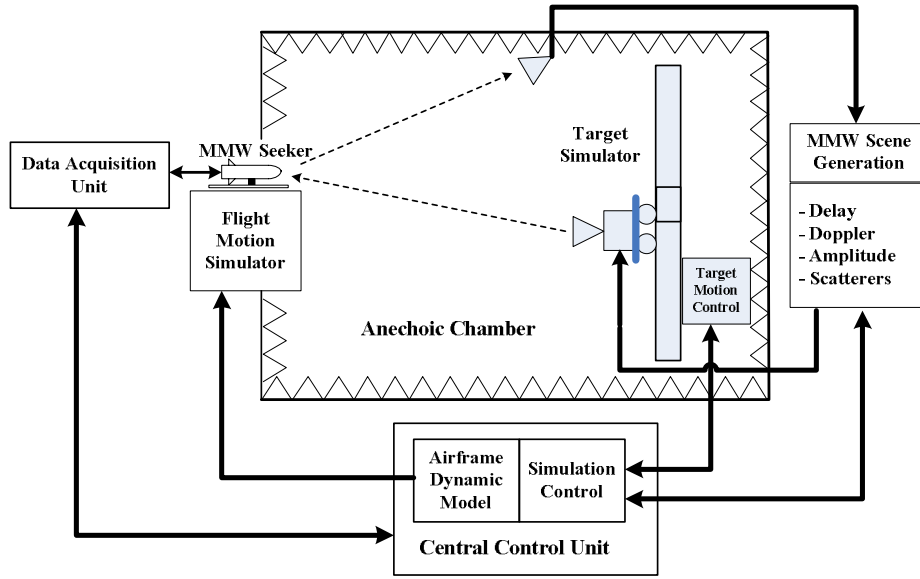 MMW Seeker
Data Acquisition
Unit
Flight
Motion
Simulator
Target
Simulator
Target
Motion
Control
Anechoic Chamber
MMW Scene
Generation
- Delay
- Doppler
- Amplitude
- Scatterers
Airframe
Dynamic
Model
Simulation
Control
Central Control Unit